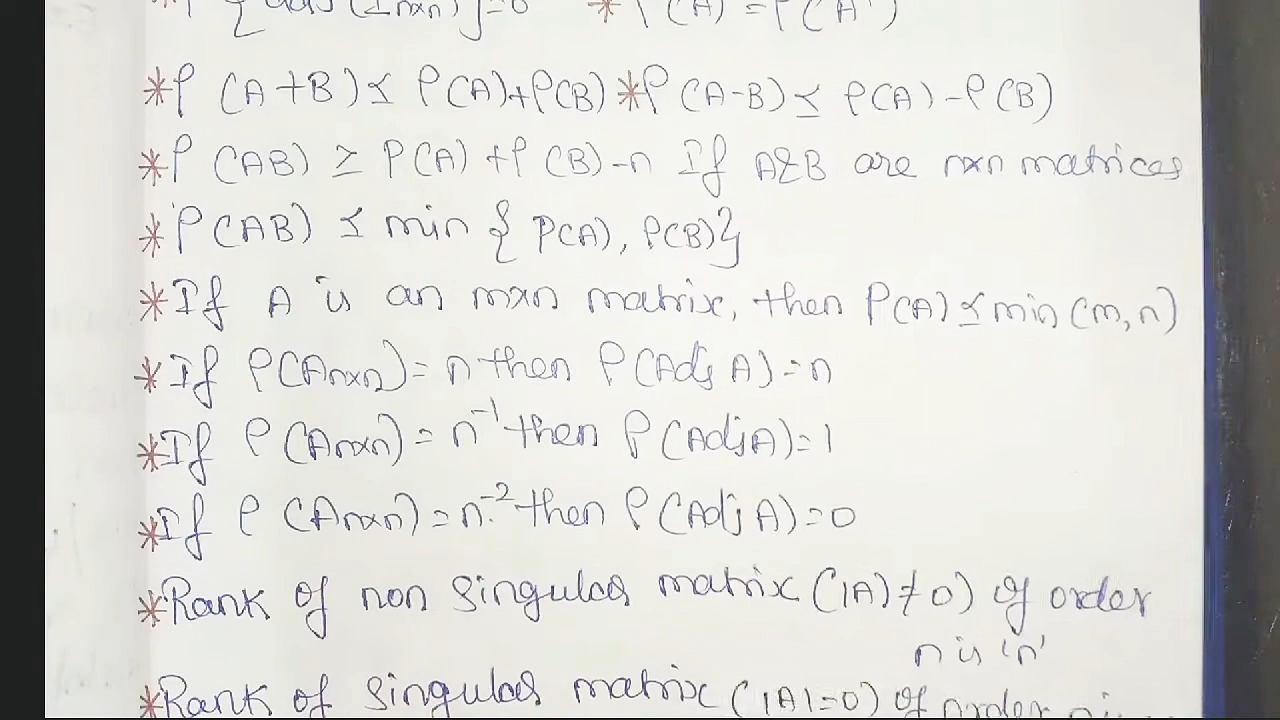 * ρ(A) = ρ(A
*ρ (A+B) ≤ ρ(A)+ρ(B) *ρ (A-B) ≤ ρ(A) -ρ(B)
*ρ (AB) ≥ ρ(A) +ρ(B)-n If A&B are nxn matrices
*ρ(AB) ≤ min { ρ(A), ρ(B)}
*If A is an mxn matrix, then ρ(A) ≤ min (m,n)
*If ρ(Anxn)= n then ρ(Adj A)=n
*If ρ (Anxn) = n⁻¹ then ρ(AdjA)=1
*If ρ (Anxn) = n⁻² then ρ(Adj A)=0
*Rank of non singular matrix (|A|≠0) of order
n is 'n'
*Rank of singular matrix (|A|=0) of order